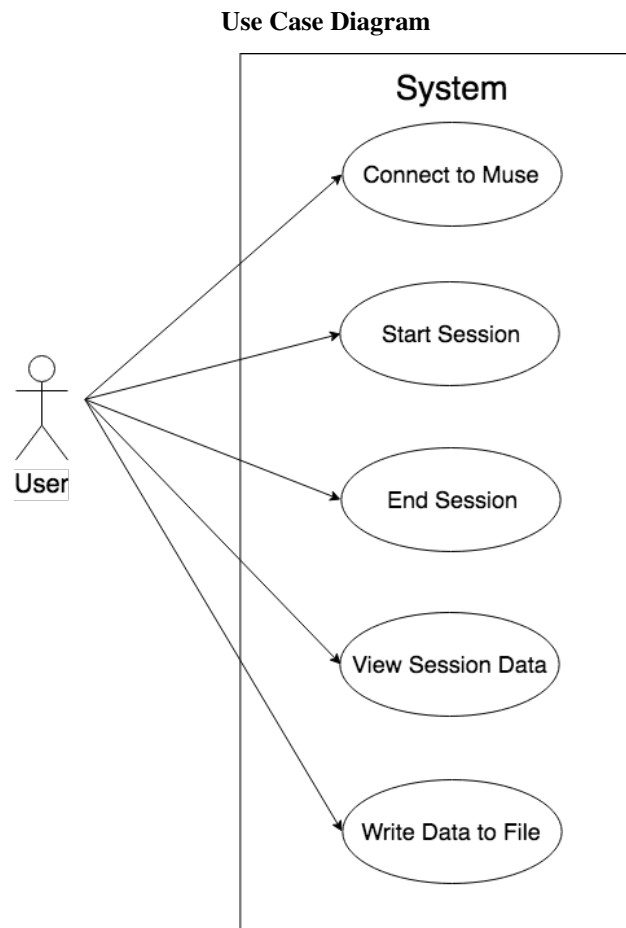 Use Case Diagram
System
Connect to Muse
Start Session
User
End Session
View Session Data
Write Data to File